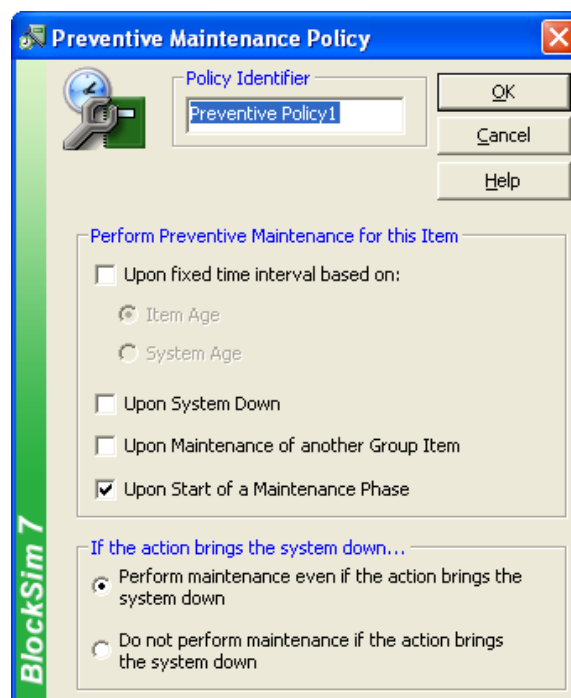 Preventive Maintenance Policy
Policy Identifier
Preventive Policy1
OK
Cancel
Help
Perform Preventive Maintenance for this Item
Upon fixed time interval based on:
Item Age
System Age
Upon System Down
Upon Maintenance of another Group Item
Upon Start of a Maintenance Phase
If the action brings the system down...
Perform maintenance even if the action brings the
system down
Do not perform maintenance if the action brings
the system down
BlockSim 7